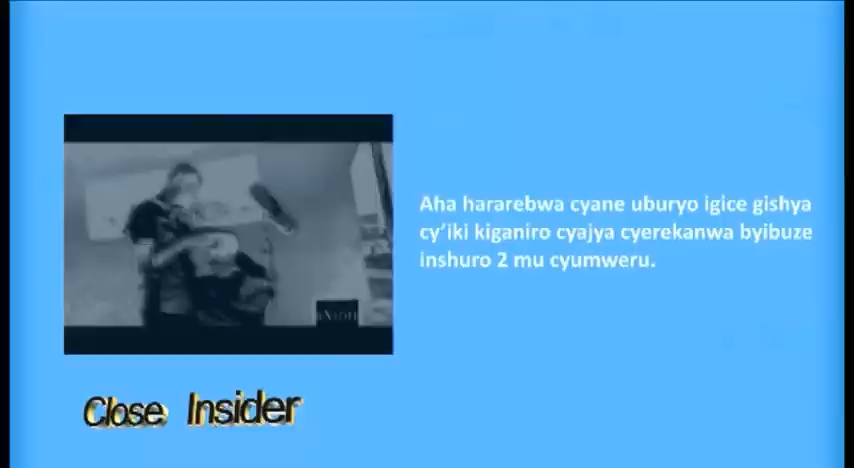 Aha hararebwa cyane uburyo igice gishya
cy'iki kiganiro cyajya cyerekanwa byibuze
inshuro 2 mu cyumweru.
Close Insider